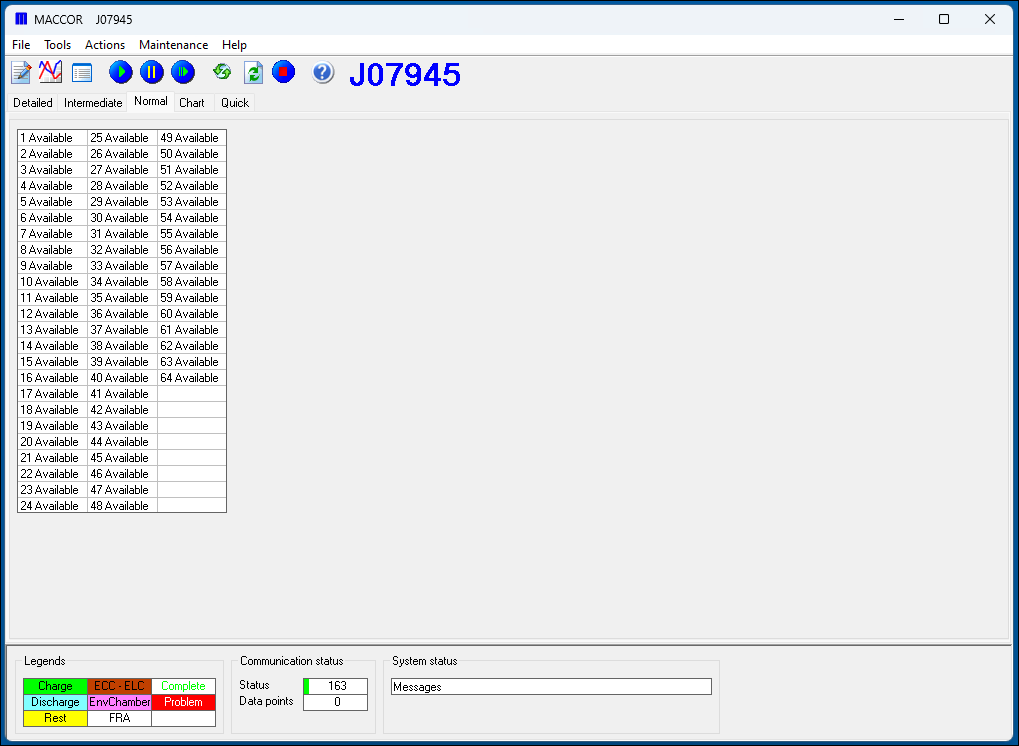 MACCOR J07945
File Tools Actions Maintenance Help
J07945
Detailed Intermediate Normal Chart Quick
1 Available 25 Available 49 Available
2 Available 26 Available 50 Available
3 Available 27 Available 51 Available
4 Available 28 Available 52 Available
5 Available 29 Available 53 Available
6 Available 30 Available 54 Available
7 Available 31 Available 55 Available
8 Available 32 Available 56 Available
9 Available 33 Available 57 Available
10 Available 34 Available 58 Available
11 Available 35 Available 59 Available
12 Available 36 Available 60 Available
13 Available 37 Available 61 Available
14 Available 38 Available 62 Available
15 Available 39 Available 63 Available
16 Available 40 Available 64 Available
17 Available 41 Available
18 Available 42 Available
19 Available 43 Available
20 Available 44 Available
21 Available 45 Available
22 Available 46 Available
23 Available 47 Available
24 Available 48 Available
Legends Communication status System status
Charge ECC - ELC Complete Status 163 Messages
Discharge EnvChamber Problem Data points 0
Rest FRA